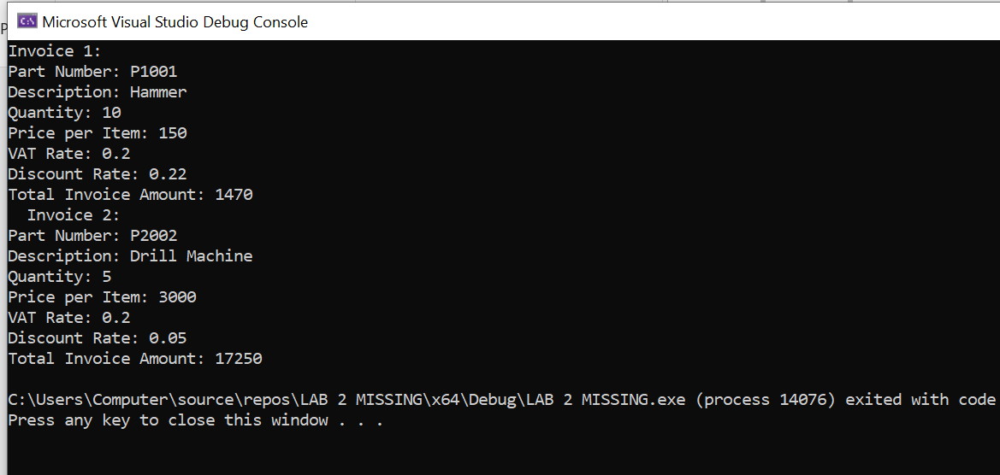 P
C:\ Microsoft Visual Studio Debug Console
Invoice 1:
Part Number: P1001
Description: Hammer
Quantity: 10
Price per Item: 150
VAT Rate: 0.2
Discount Rate: 0.22
Total Invoice Amount: 1470
  Invoice 2:
Part Number: P2002
Description: Drill Machine
Quantity: 5
Price per Item: 3000
VAT Rate: 0.2
Discount Rate: 0.05
Total Invoice Amount: 17250
C:\Users\Computer\source\repos\LAB 2 MISSING\x64\Debug\LAB 2 MISSING.exe (process 14076) exited with code
Press any key to close this window . . .